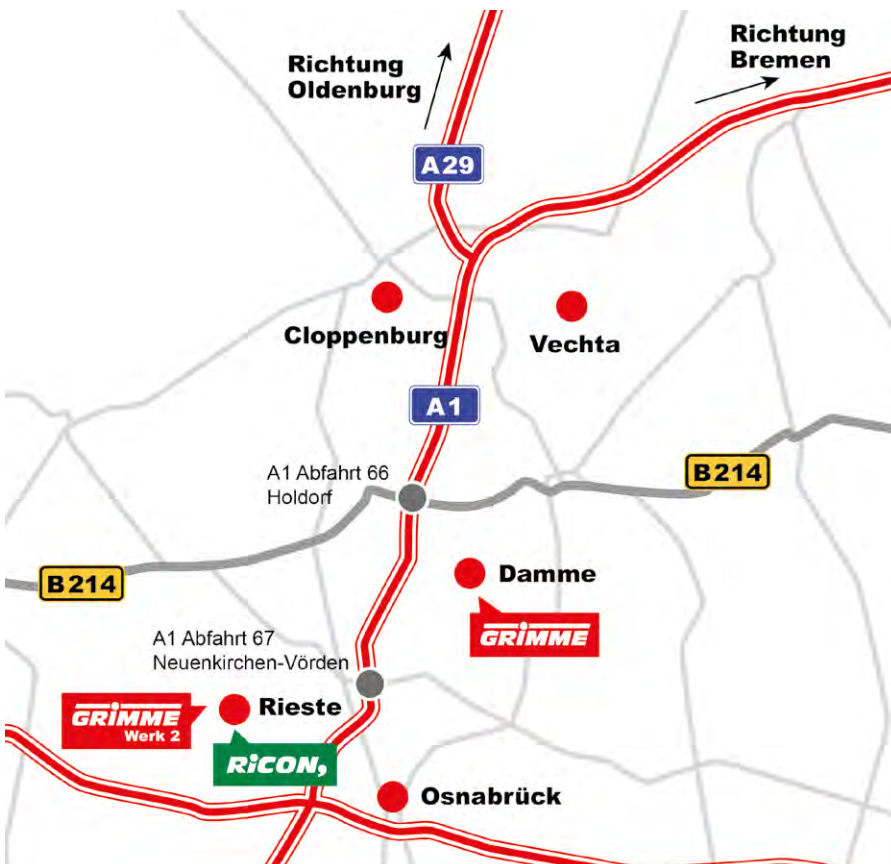 Richtung
Oldenburg
Richtung
Bremen
A29
Cloppenburg
Vechta
A1
A1 Abfahrt 66
Holdorf
B214
B214
Damme
GRiMME
A1 Abfahrt 67
Neuenkirchen-Vörden
GRiMME
Werk 2
Rieste
RiCON,
Osnabrück